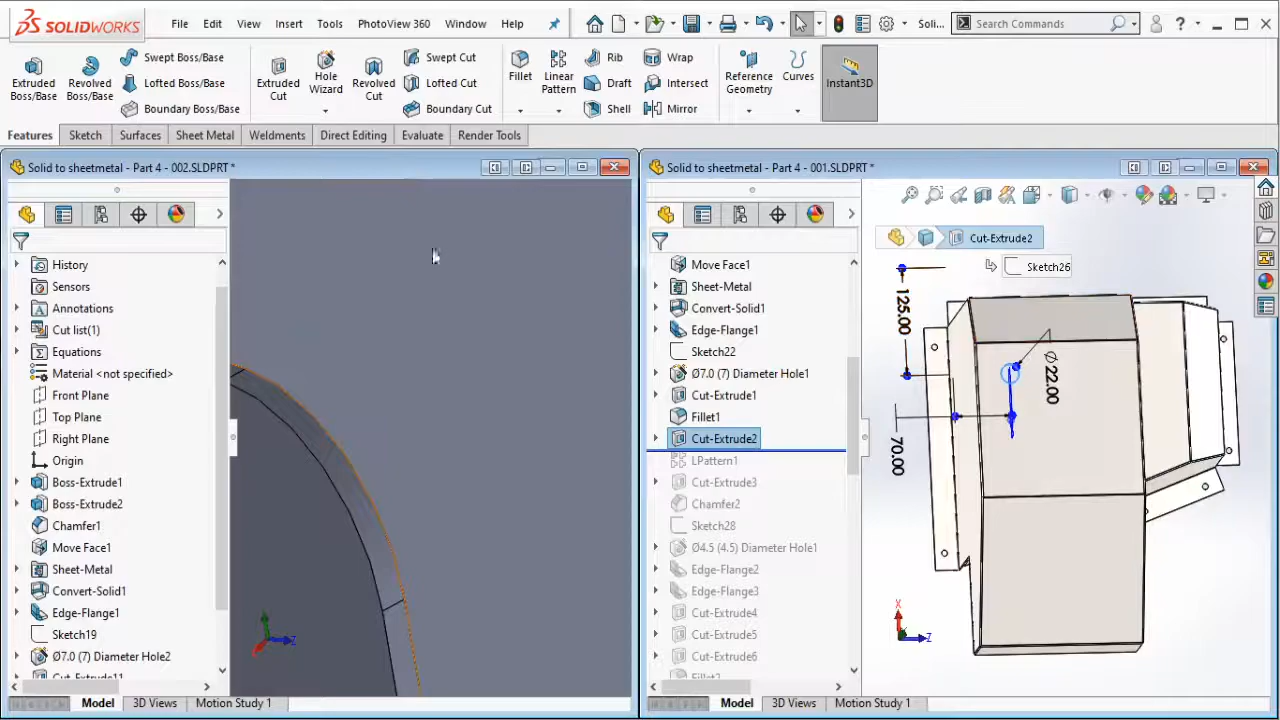 SOLIDWORKS
File Edit View Insert Tools PhotoView 360 Window Help
Soli...
Search Commands
?
Extruded Boss/Base
Revolved Boss/Base
Swept Boss/Base
Lofted Boss/Base
Boundary Boss/Base
Extruded Cut
Hole Wizard
Revolved Cut
Swept Cut
Lofted Cut
Boundary Cut
Fillet
Linear Pattern
Rib
Draft
Shell
Wrap
Intersect
Mirror
Reference Geometry
Curves
Instant3D
Features Sketch Surfaces Sheet Metal Weldments Direct Editing Evaluate Render Tools
Solid to sheetmetal - Part 4 - 002.SLDPRT *
History
Sensors
Annotations
Cut list(1)
Equations
Material <not specified>
Front Plane
Top Plane
Right Plane
Origin
Boss-Extrude1
Boss-Extrude2
Chamfer1
Move Face1
Sheet-Metal
Convert-Solid1
Edge-Flange1
Sketch19
Ø7.0 (7) Diameter Hole2
Cut-Extrude11
Z
Model 3D Views Motion Study 1
Solid to sheetmetal - Part 4 - 001.SLDPRT *
Move Face1
Sheet-Metal
Convert-Solid1
Edge-Flange1
Sketch22
Ø7.0 (7) Diameter Hole1
Cut-Extrude1
Fillet1
Cut-Extrude2
LPattern1
Cut-Extrude3
Chamfer2
Sketch28
Ø4.5 (4.5) Diameter Hole1
Edge-Flange2
Edge-Flange3
Cut-Extrude4
Cut-Extrude5
Cut-Extrude6
Fillet2
Cut-Extrude2
Sketch26
125.00
Ø 22.00
70.00
X
Z
Model 3D Views Motion Study 1